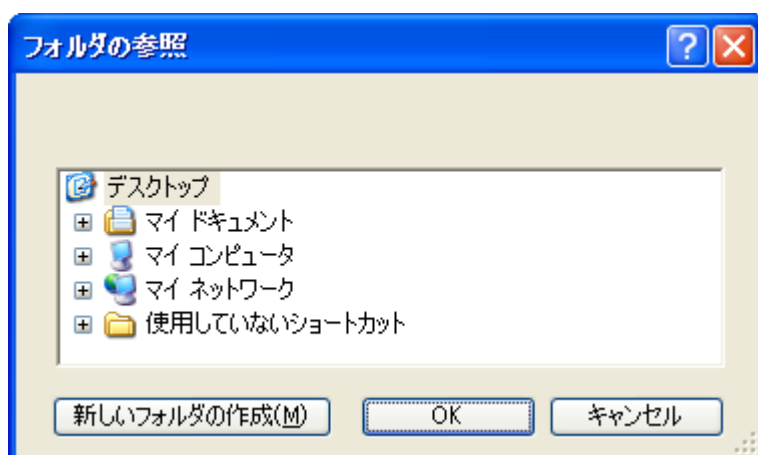 フォルダの参照
デスクトップ
マイ ドキュメント
マイ コンピュータ
マイ ネットワーク
使用していないショートカット
新しいフォルダの作成(M) OK キャンセル